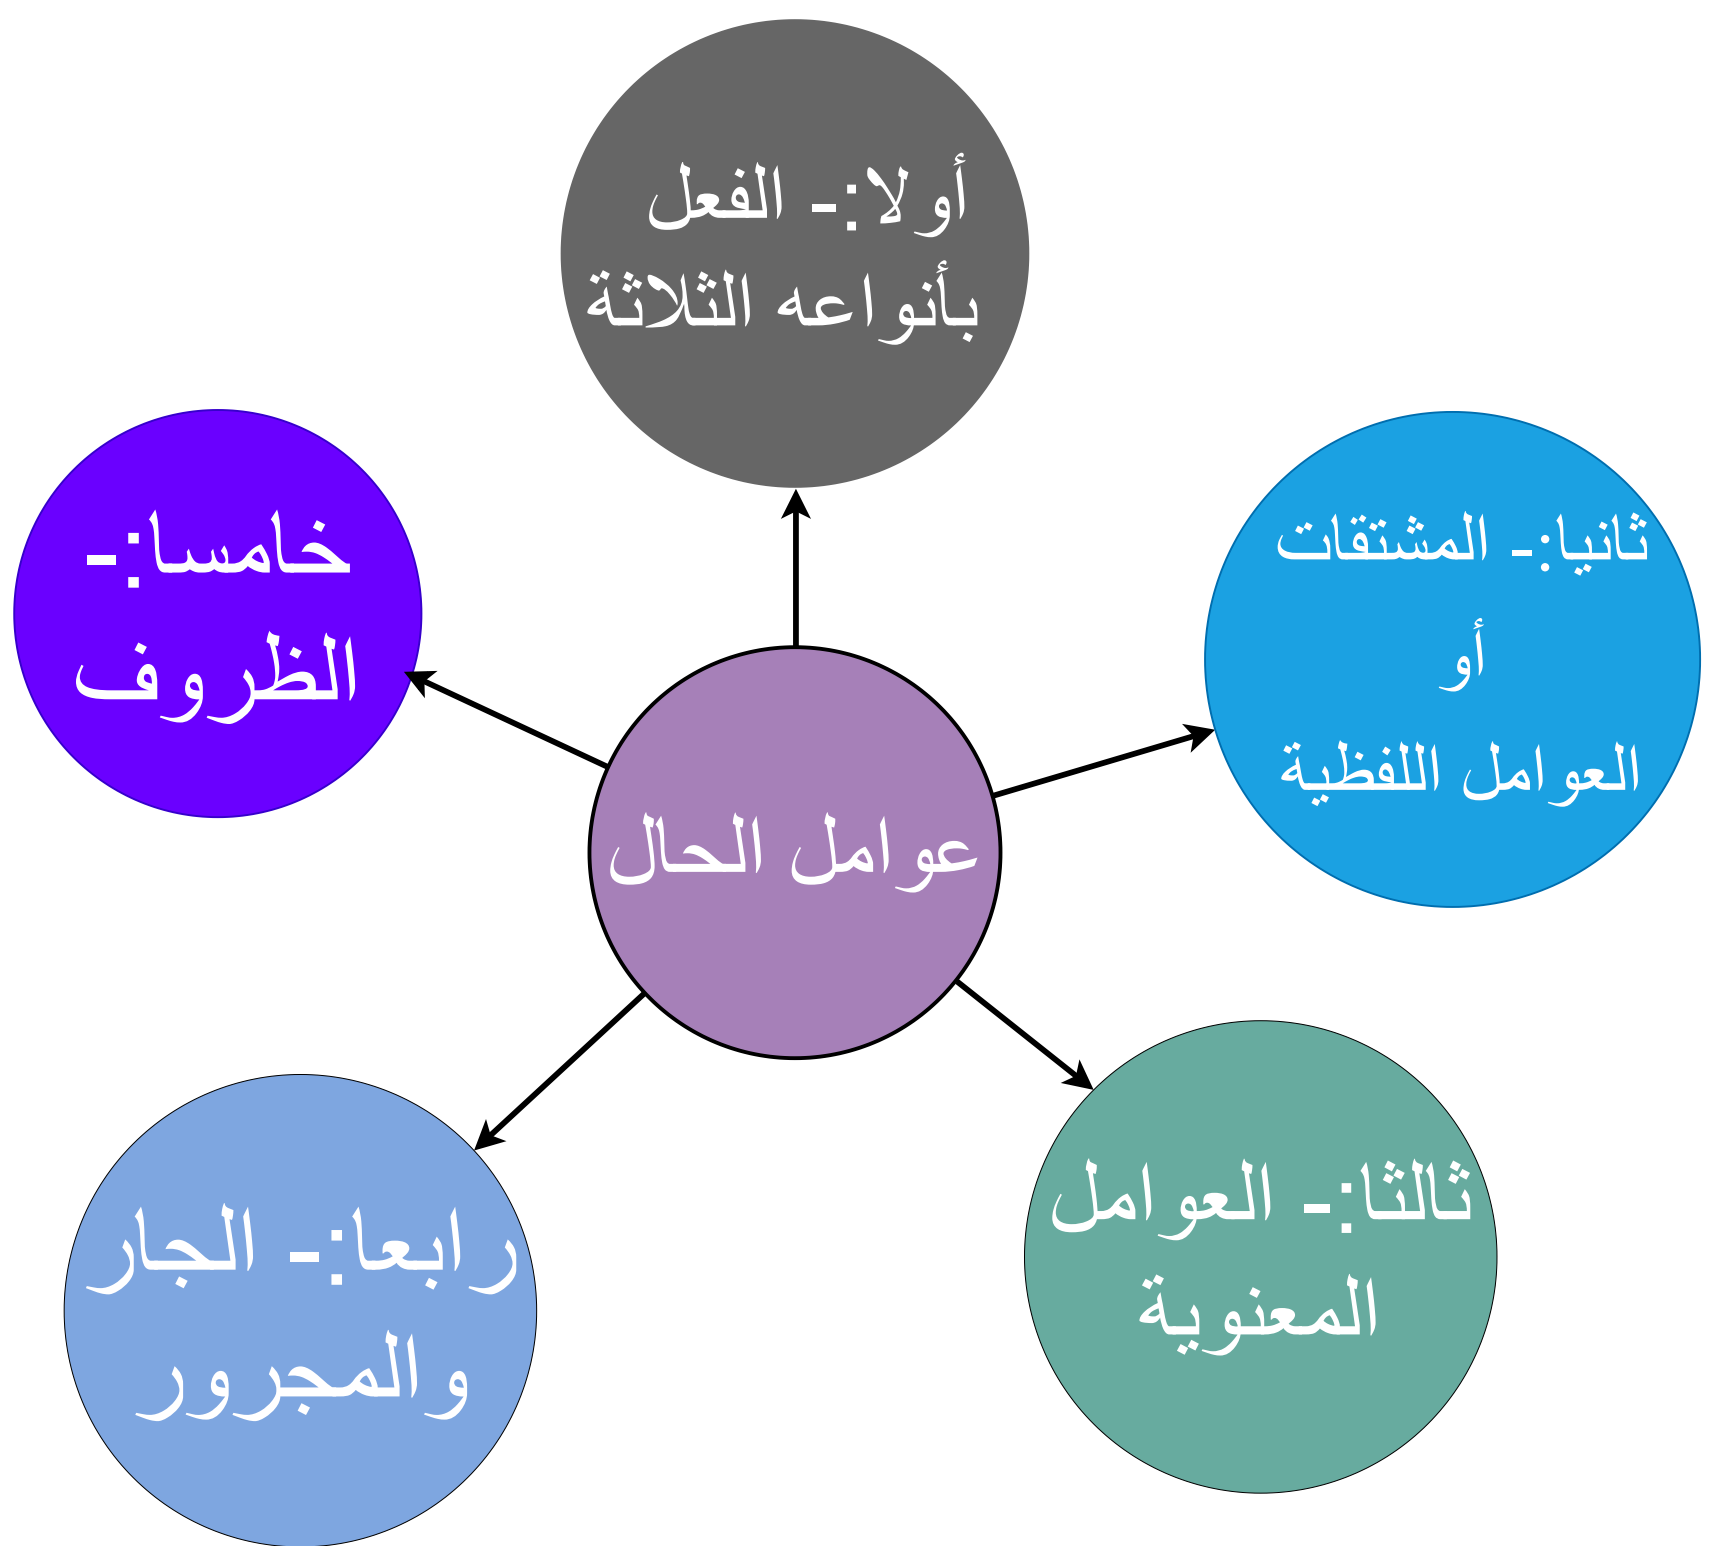 أولا:- الفعل
بأنواعه الثلاثة
ثانيا:- المشتقات
أو
العوامل اللفظية
ثالثا:- العوامل
المعنوية
رابعا:- الجار
والمجرور
خامسا:-
الظروف
عوامل الحال